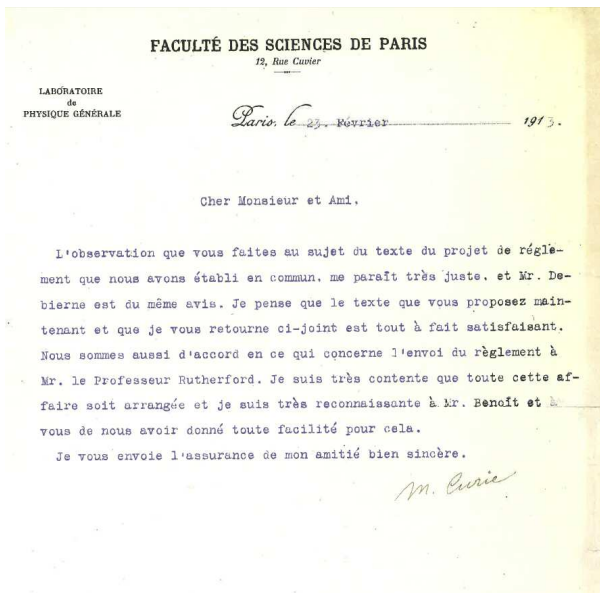 FACULTÉ DES SCIENCES DE PARIS
12, Rue Cuvier
LABORATOIRE
de
PHYSIQUE GÉNÉRALE
Paris, le 23. Février 1913.
Cher Monsieur et Ami,
L'observation que vous faites au sujet du texte du projet de régle-
ment que nous avons établi en commun, me paraît très juste, et Mr. De-
bierne est du même avis. Je pense que le texte que vous proposez main-
tenant et que je vous retourne ci-joint est tout à fait satisfaisant.
Nous sommes aussi d'accord en ce qui concerne l'envoi du règlement à
Mr. le Professeur Rutherford. Je suis très contente que toute cette af-
faire soit arrangée et je suis très reconnaissante à Mr. Benoît et à
vous de nous avoir donné toute facilité pour cela.
Je vous envoie l'assurance de mon amitié bien sincère.
M. Curie